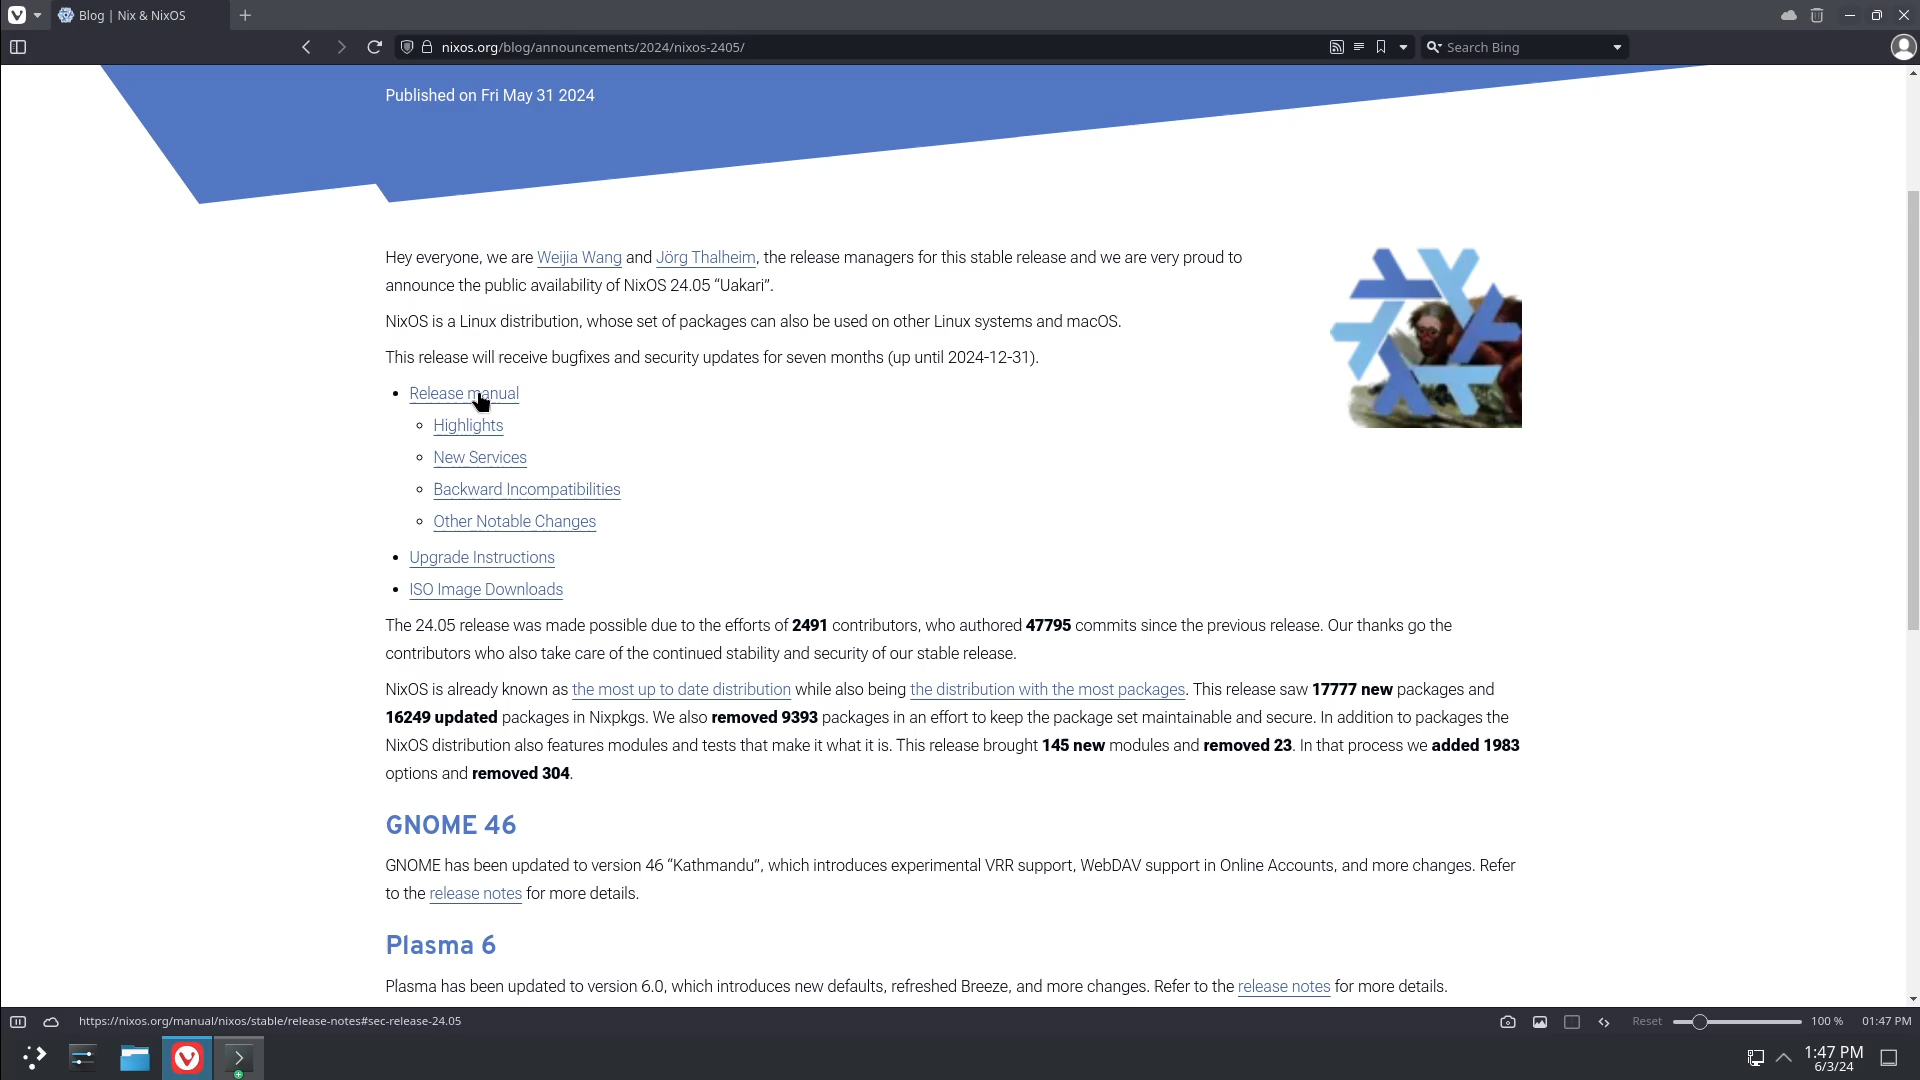 Blog | Nix & NixOS
nixos.org/blog/announcements/2024/nixos-2405/
Search Bing
Published on Fri May 31 2024
Hey everyone, we are Weijia Wang and Jörg Thalheim, the release managers for this stable release and we are very proud to
announce the public availability of NixOS 24.05 “Uakari”.
NixOS is a Linux distribution, whose set of packages can also be used on other Linux systems and macOS.
This release will receive bugfixes and security updates for seven months (up until 2024-12-31).
Release manual
Highlights
New Services
Backward Incompatibilities
Other Notable Changes
Upgrade Instructions
ISO Image Downloads
The 24.05 release was made possible due to the efforts of 2491 contributors, who authored 47795 commits since the previous release. Our thanks go the
contributors who also take care of the continued stability and security of our stable release.
NixOS is already known as the most up to date distribution while also being the distribution with the most packages. This release saw 17777 new packages and
16249 updated packages in Nixpkgs. We also removed 9393 packages in an effort to keep the package set maintainable and secure. In addition to packages the
NixOS distribution also features modules and tests that make it what it is. This release brought 145 new modules and removed 23. In that process we added 1983
options and removed 304.
GNOME 46
GNOME has been updated to version 46 “Kathmandu”, which introduces experimental VRR support, WebDAV support in Online Accounts, and more changes. Refer
to the release notes for more details.
Plasma 6
Plasma has been updated to version 6.0, which introduces new defaults, refreshed Breeze, and more changes. Refer to the release notes for more details.
https://nixos.org/manual/nixos/stable/release-notes#sec-release-24.05
Reset
100 %
01:47 PM
1:47 PM
6/3/24